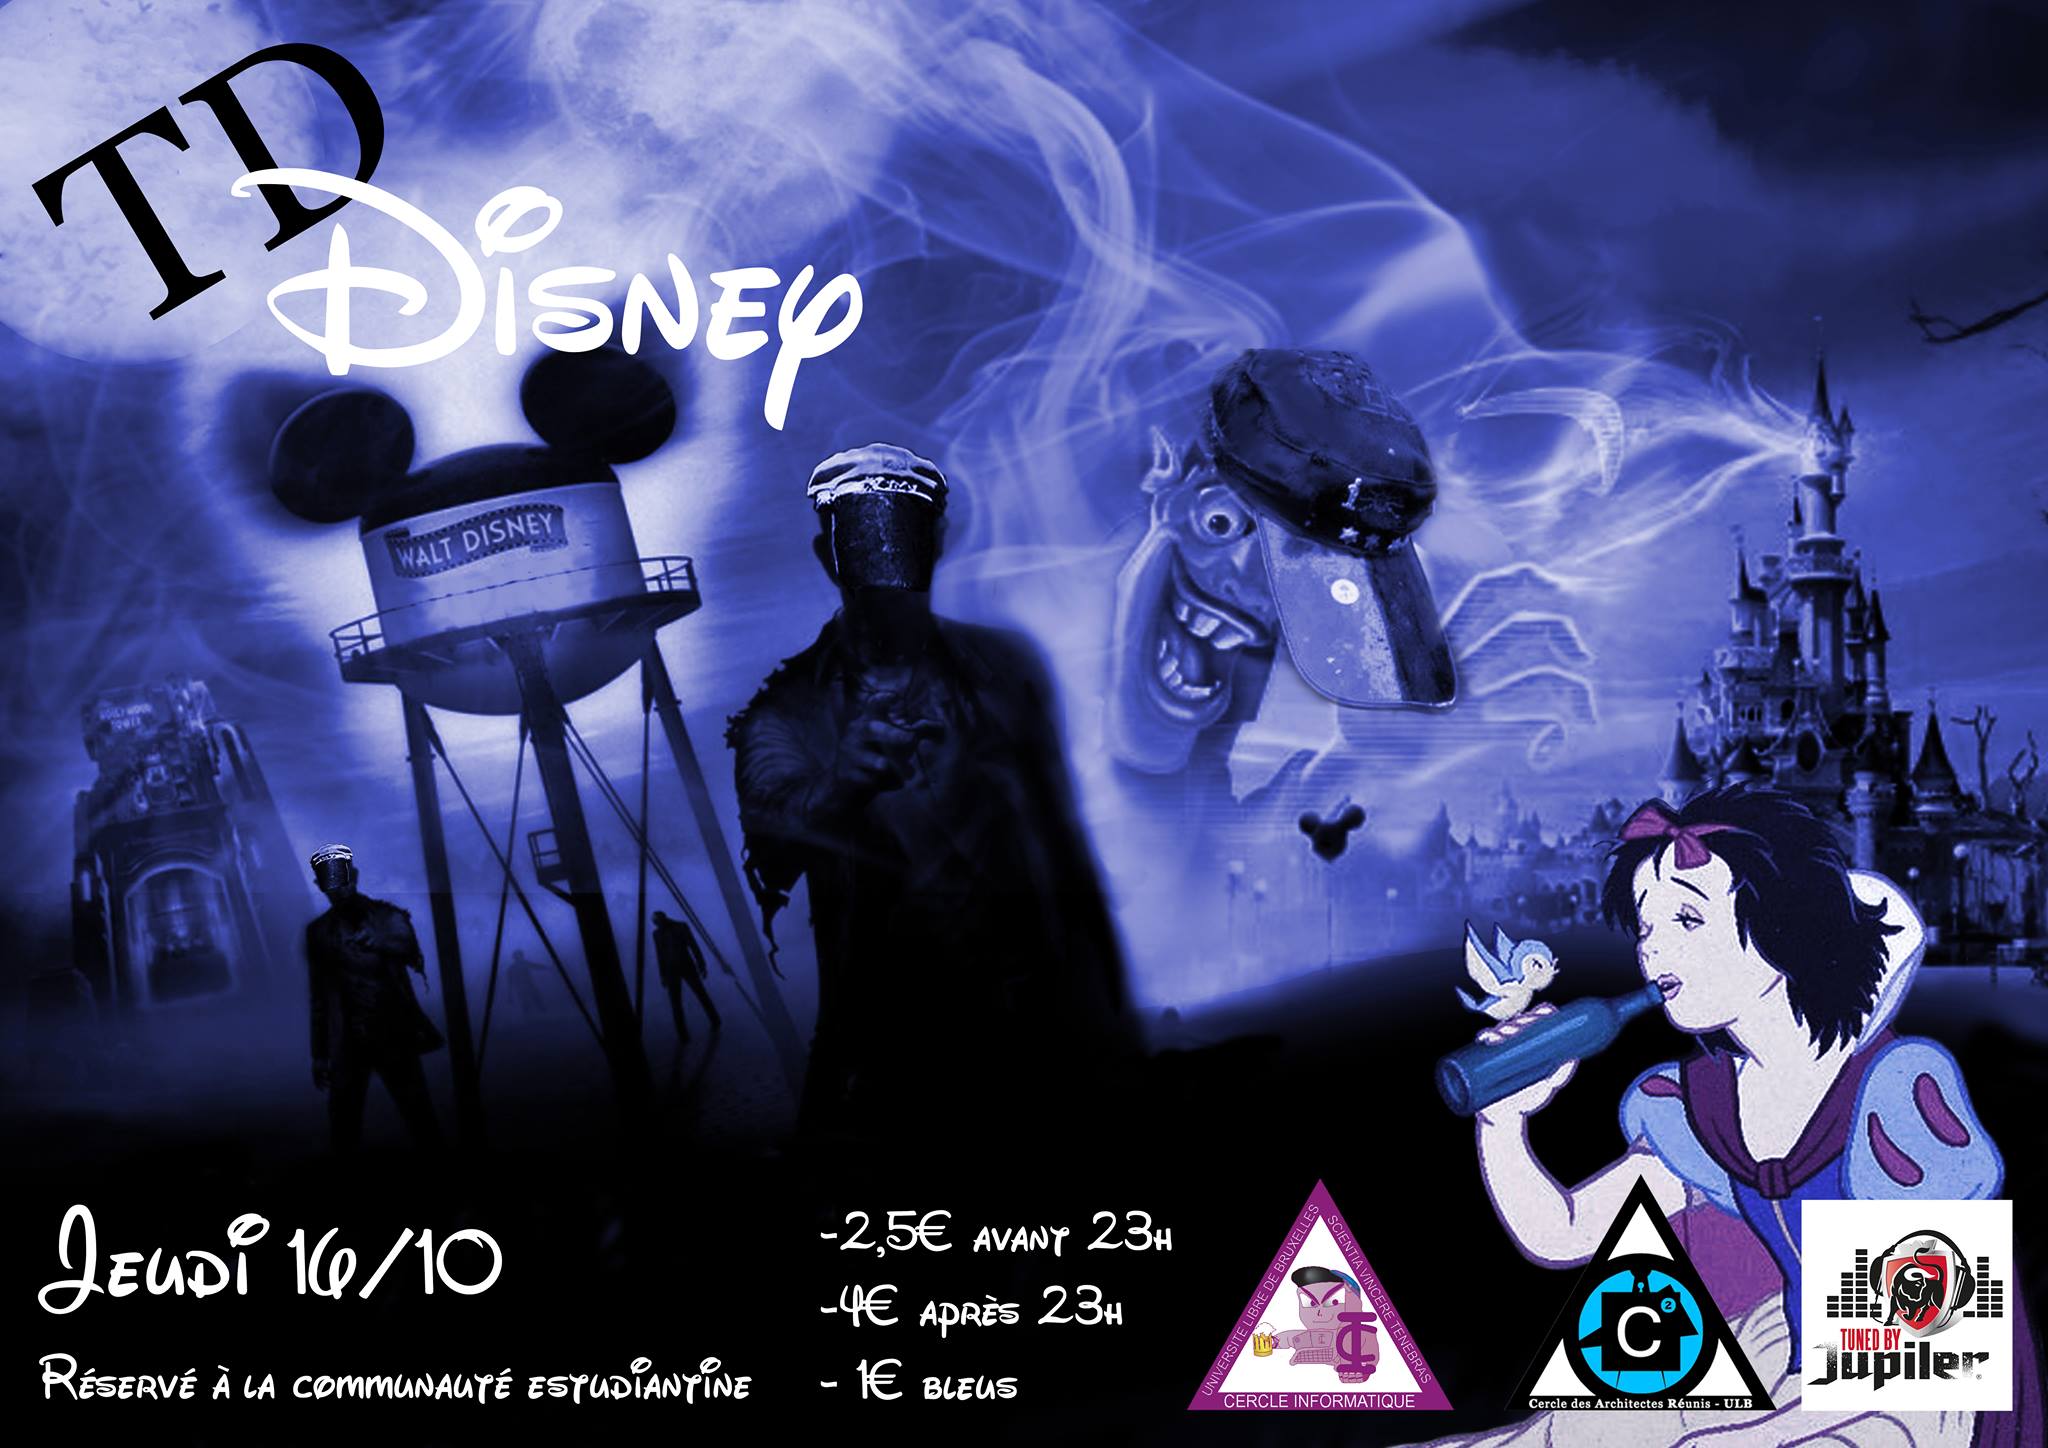 TD
Disney
WALT DISNEY
Jeudi 16/10
Réservé à la communauté estudiantine
-2,5€ avant 23h
-4€ après 23h
- 1€ bleus
UNIVERSITE LIBRE DE BRUXELLES
SCIENTIA VINCERE TENEBRAS
CERCLE INFORMATIQUE
C2
Cercle des Architectes Réunis - ULB
TUNED BY
Jupiler